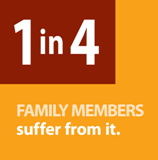 1 in 4
FAMILY MEMBERS
suffer from it.